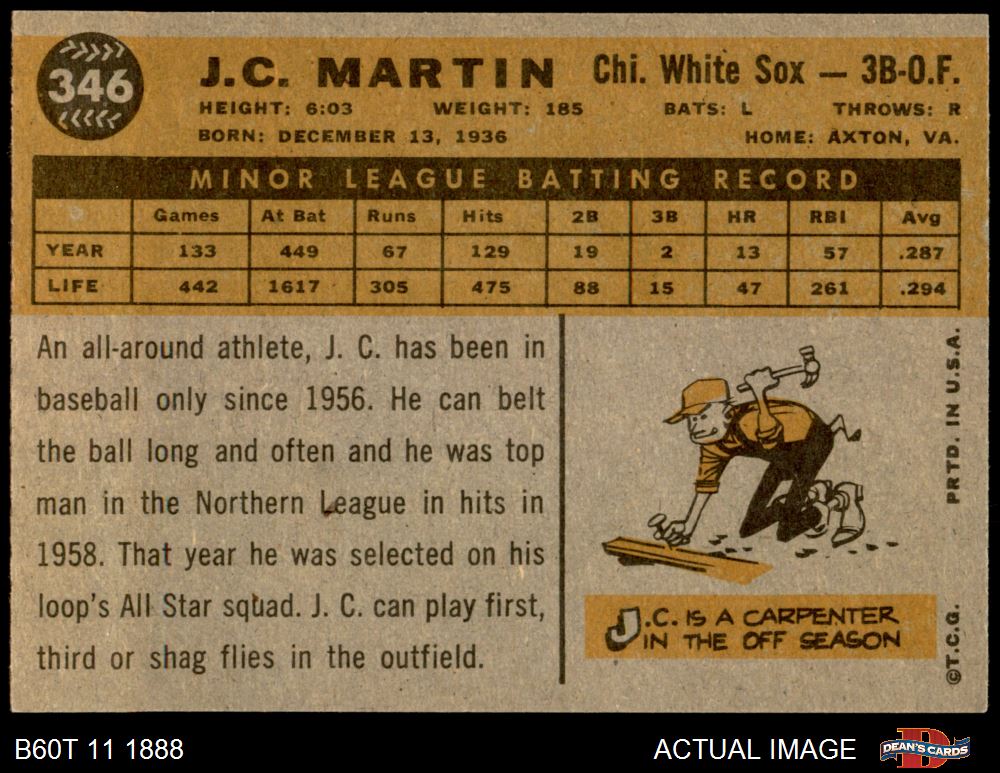 346
J.C. MARTIN Chi. White Sox — 3B-O.F.
HEIGHT: 6:03 WEIGHT: 185 BATS: L THROWS: R
BORN: DECEMBER 13, 1936 HOME: AXTON, VA.
MINOR LEAGUE BATTING RECORD
Games At Bat Runs Hits 2B 3B HR RBI Avg
YEAR 133 449 67 129 19 2 13 57 .287
LIFE 442 1617 305 475 88 15 47 261 .294
An all-around athlete, J. C. has been in
baseball only since 1956. He can belt
the ball long and often and he was top
man in the Northern League in hits in
1958. That year he was selected on his
loop's All Star squad. J. C. can play first,
third or shag flies in the outfield.
J.C. IS A CARPENTER
IN THE OFF SEASON
©T.C.G. PRTD. IN U.S.A.
B60T 11 1888 ACTUAL IMAGE DEAN'S CARDS